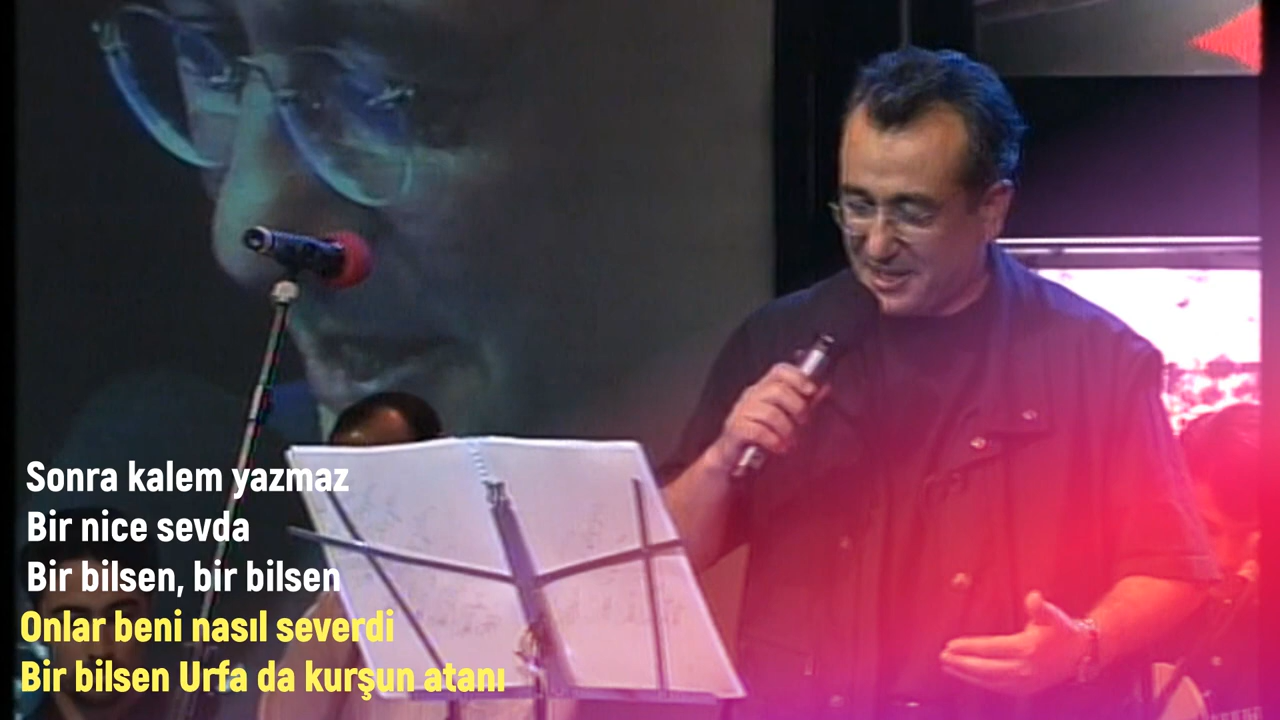 Sonra kalem yazmaz
Bir nice sevda
Bir bilsen, bir bilsen
Onlar beni nasıl severdi
Bir bilsen Urfa da kurşun atanı